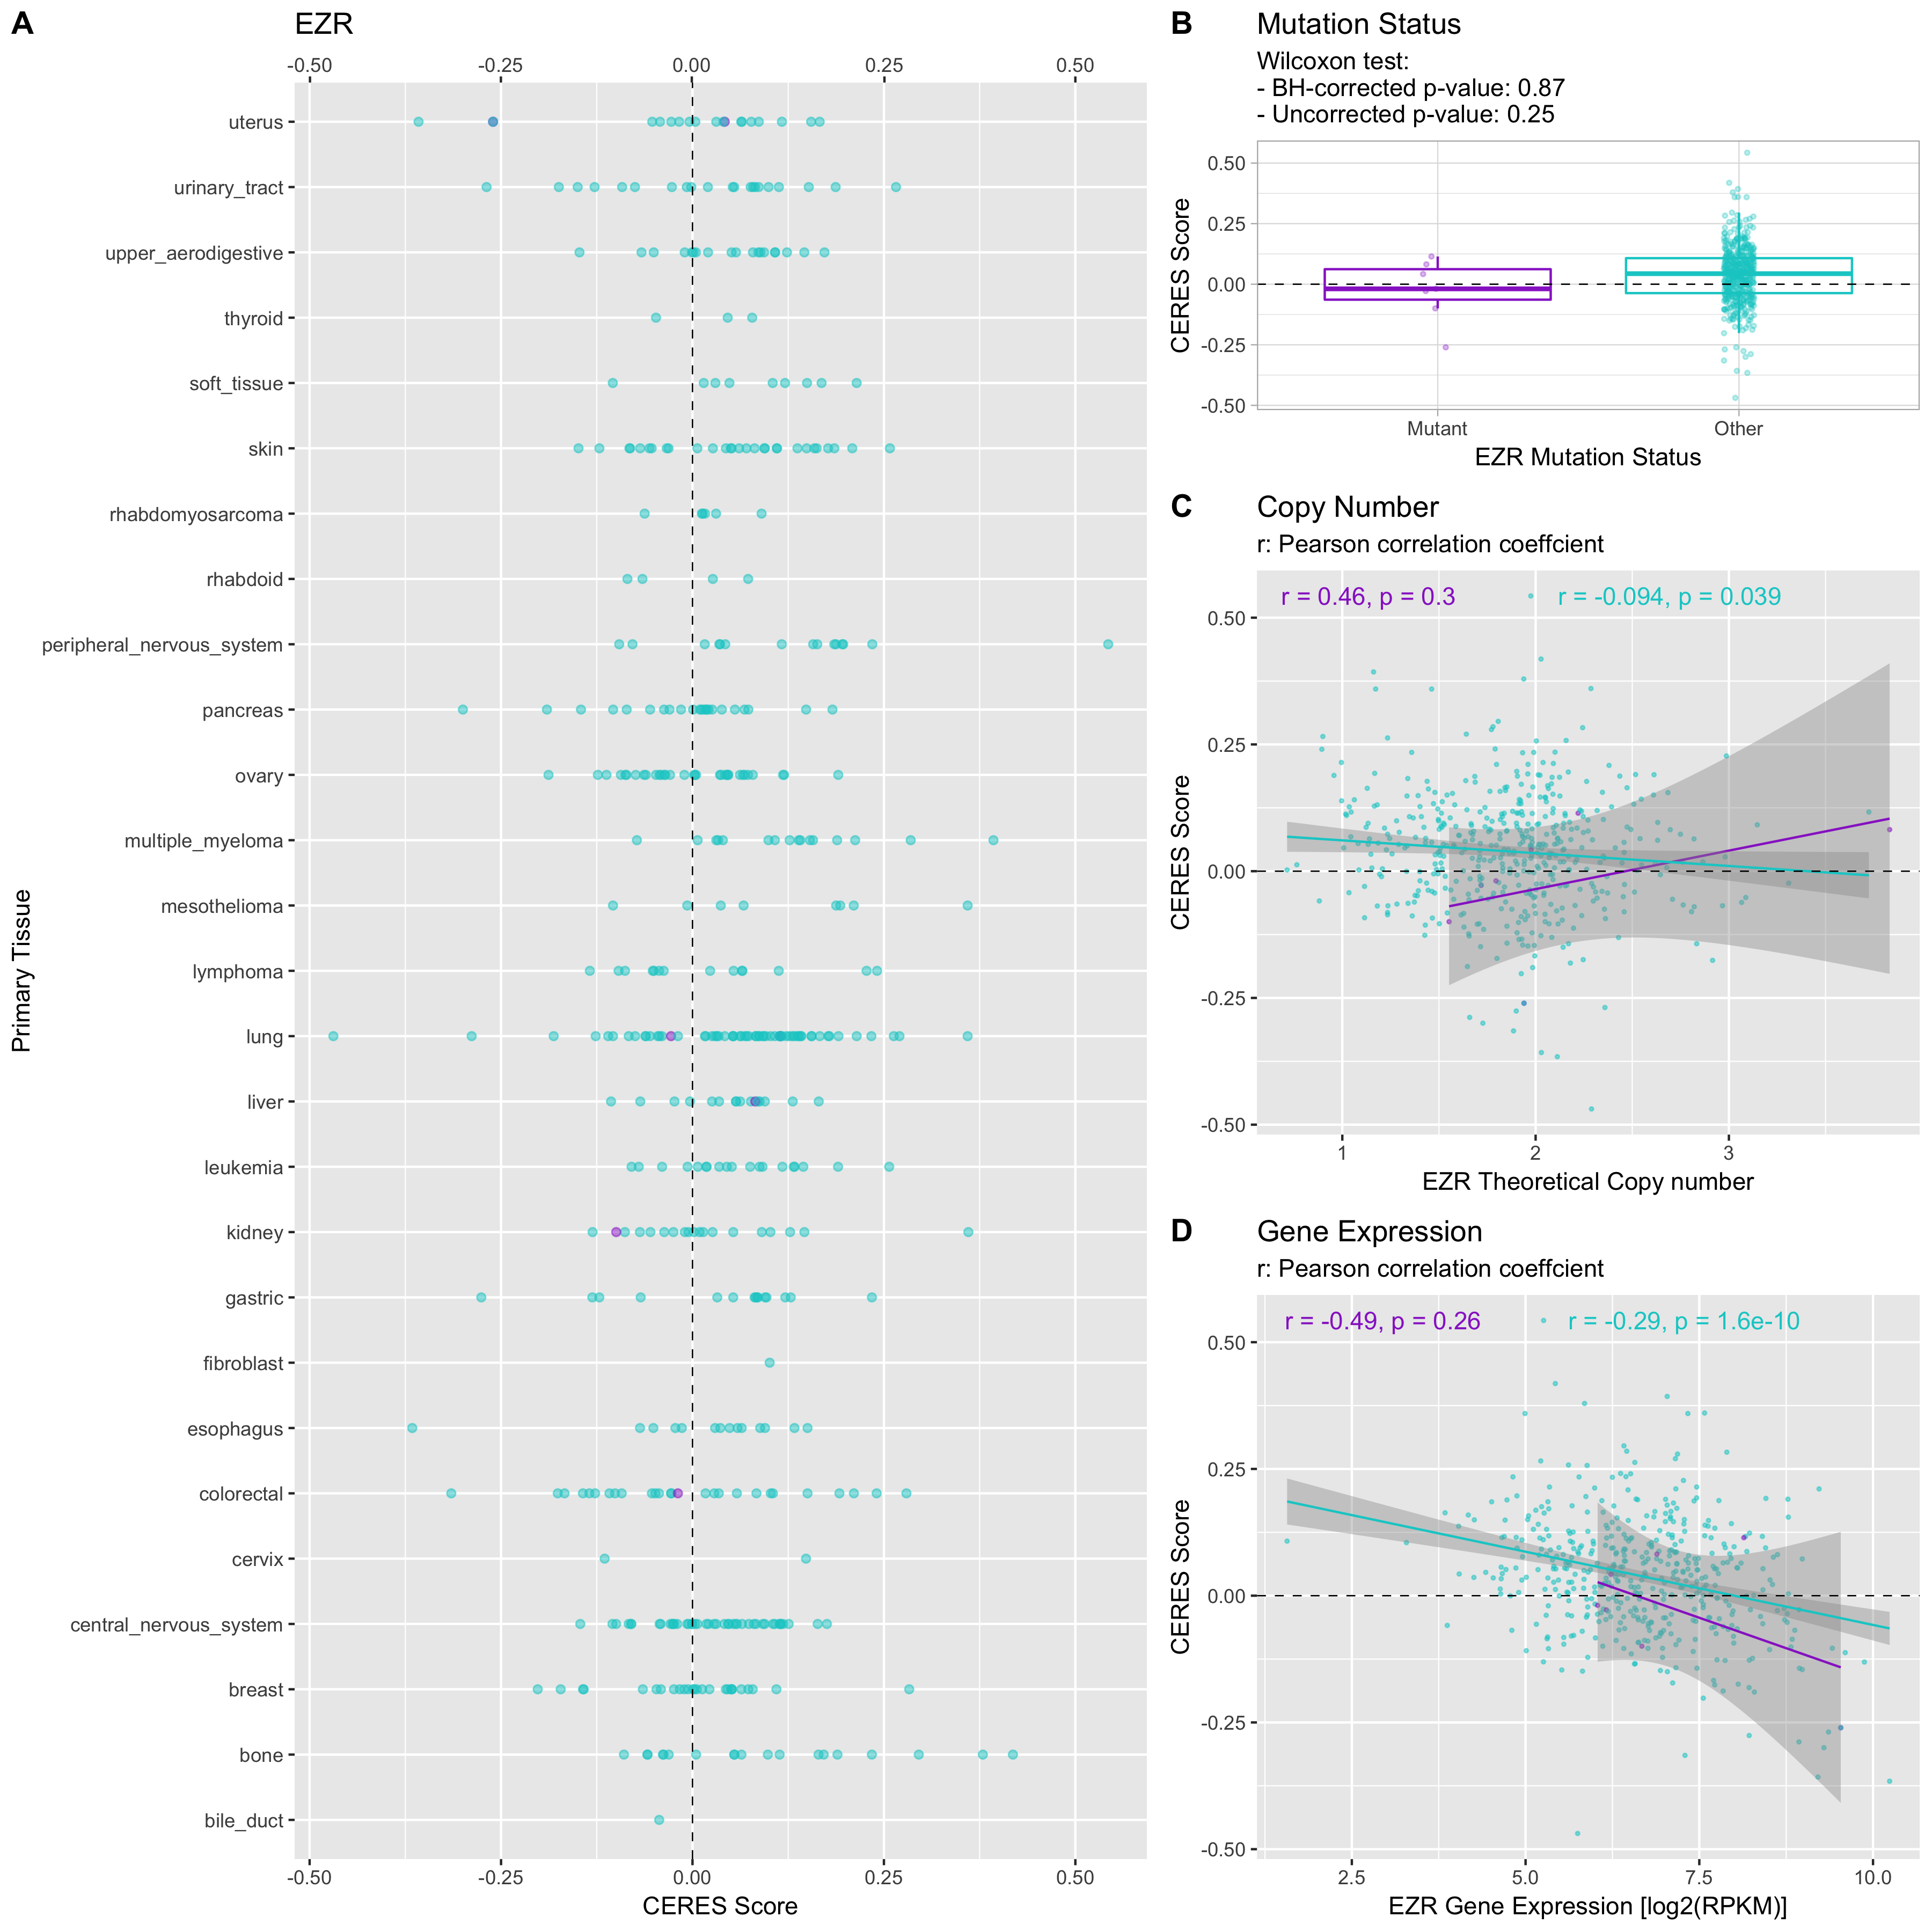 A
EZR
-0.50 -0.25 0.00 0.25 0.50
Primary Tissue
uterus
urinary_tract
upper_aerodigestive
thyroid
soft_tissue
skin
rhabdomyosarcoma
rhabdoid
peripheral_nervous_system
pancreas
ovary
multiple_myeloma
mesothelioma
lymphoma
lung
liver
leukemia
kidney
gastric
fibroblast
esophagus
colorectal
cervix
central_nervous_system
breast
bone
bile_duct
-0.50 -0.25 0.00 0.25 0.50
CERES Score
B
Mutation Status
Wilcoxon test:
- BH-corrected p-value: 0.87
- Uncorrected p-value: 0.25
CERES Score
0.50
0.25
0.00
-0.25
-0.50
Mutant Other
EZR Mutation Status
C
Copy Number
r: Pearson correlation coeffcient
r = 0.46, p = 0.3 r = -0.094, p = 0.039
CERES Score
0.50
0.25
0.00
-0.25
-0.50
1 2 3
EZR Theoretical Copy number
D
Gene Expression
r: Pearson correlation coeffcient
r = -0.49, p = 0.26 r = -0.29, p = 1.6e-10
CERES Score
0.50
0.25
0.00
-0.25
-0.50
2.5 5.0 7.5 10.0
EZR Gene Expression [log2(RPKM)]